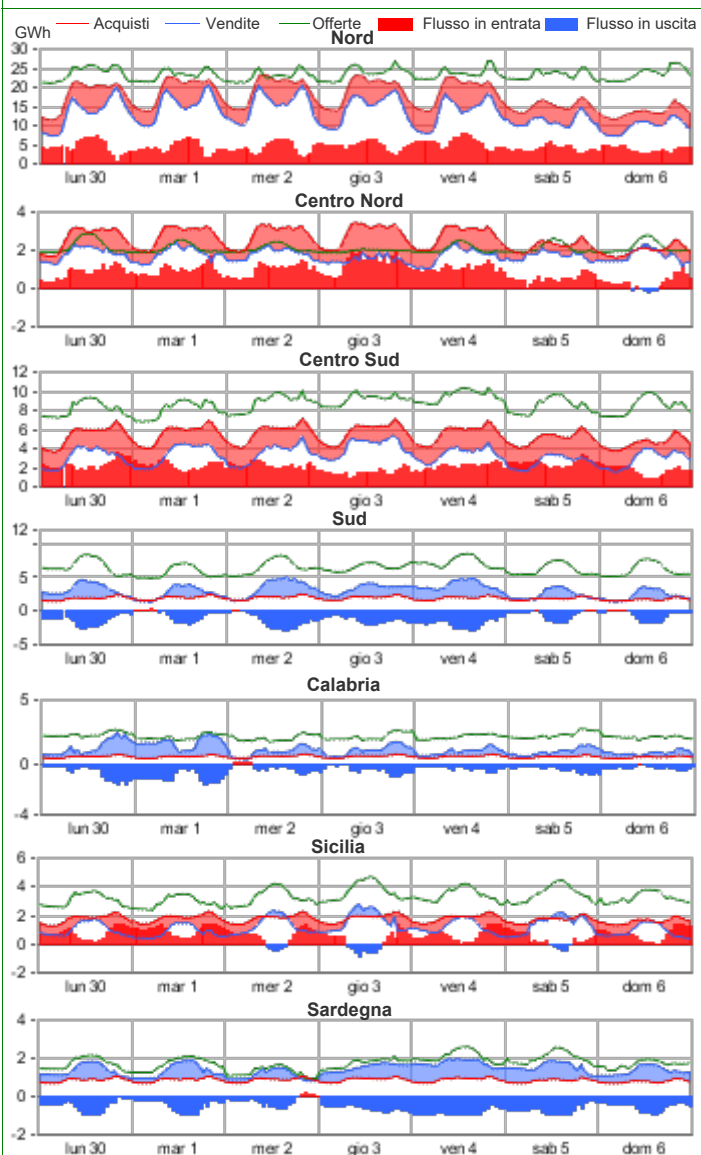 GWh Acquisti Vendite Offerte Flusso in entrata Flusso in uscita
Nord
30
25
20
15
10
5
0
lun 30 mar 1 mer 2 gio 3 ven 4 sab 5 dom 6
Centro Nord
4
2
0
-2
lun 30 mar 1 mer 2 gio 3 ven 4 sab 5 dom 6
Centro Sud
12
10
8
6
4
2
0
lun 30 mar 1 mer 2 gio 3 ven 4 sab 5 dom 6
Sud
12
5
0
-5
lun 30 mar 1 mer 2 gio 3 ven 4 sab 5 dom 6
Calabria
5
0
-4
lun 30 mar 1 mer 2 gio 3 ven 4 sab 5 dom 6
Sicilia
6
4
2
0
-2
lun 30 mar 1 mer 2 gio 3 ven 4 sab 5 dom 6
Sardegna
4
2
0
-2
lun 30 mar 1 mer 2 gio 3 ven 4 sab 5 dom 6